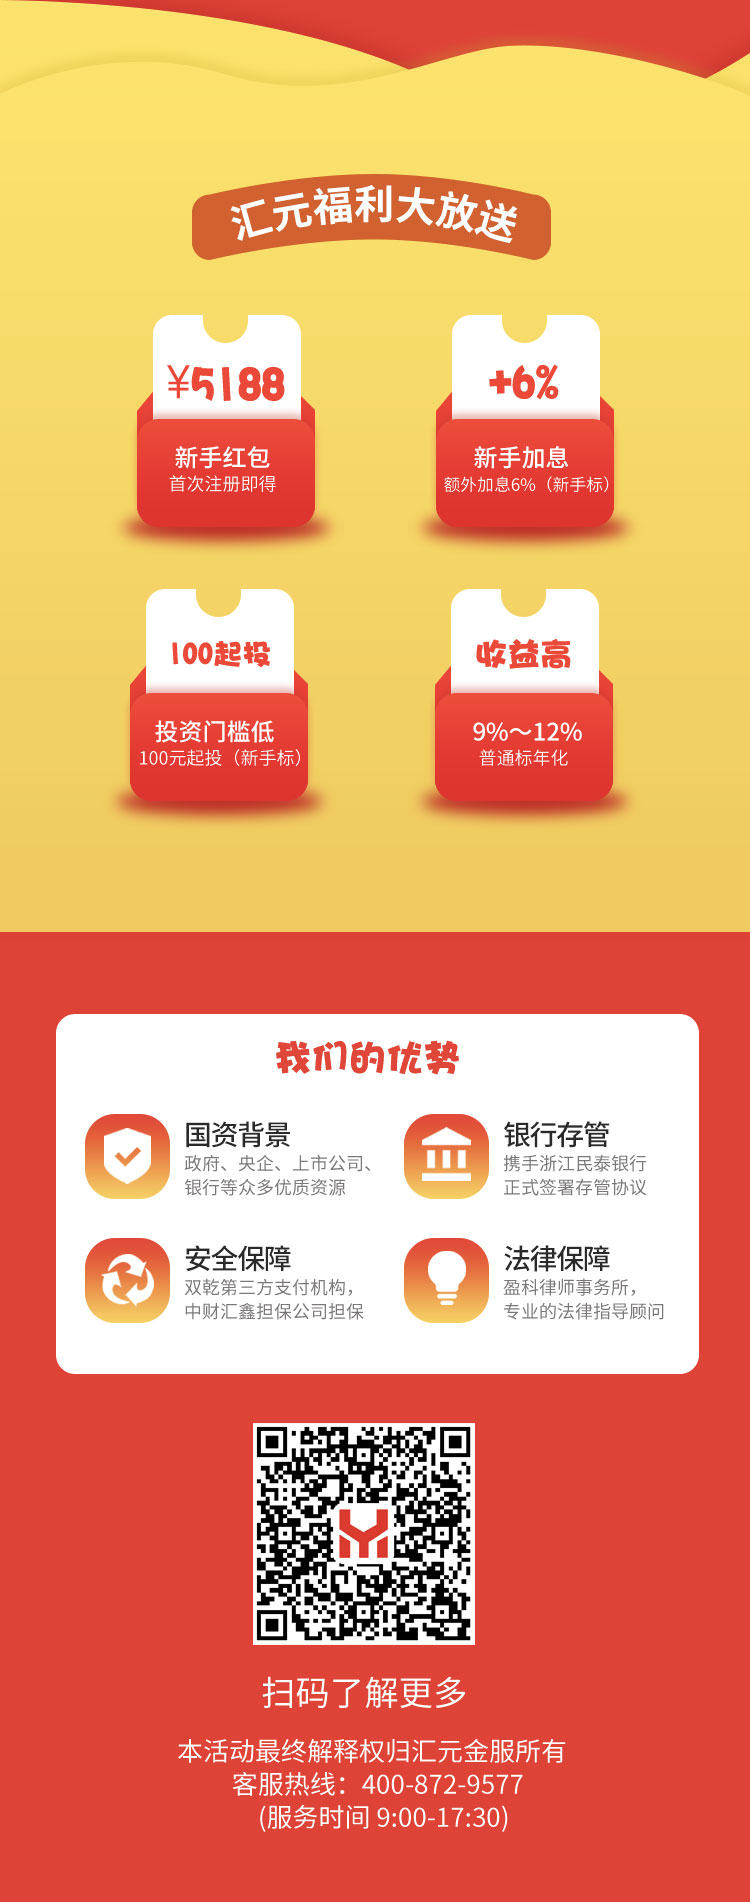 汇元福利大放送
¥5188
新手红包
首次注册即得
+6%
新手加息
额外加息6%（新手标）
100起投
投资门槛低
100元起投（新手标）
收益高
9%～12%
普通标年化
我们的优势
国资背景
政府、央企、上市公司、
银行等众多优质资源
银行存管
携手浙江民泰银行
正式签署存管协议
安全保障
双乾第三方支付机构，
中财汇鑫担保公司担保
法律保障
盈科律师事务所，
专业的法律指导顾问
扫码了解更多
本活动最终解释权归汇元金服所有
客服热线：400-872-9577
(服务时间 9:00-17:30)